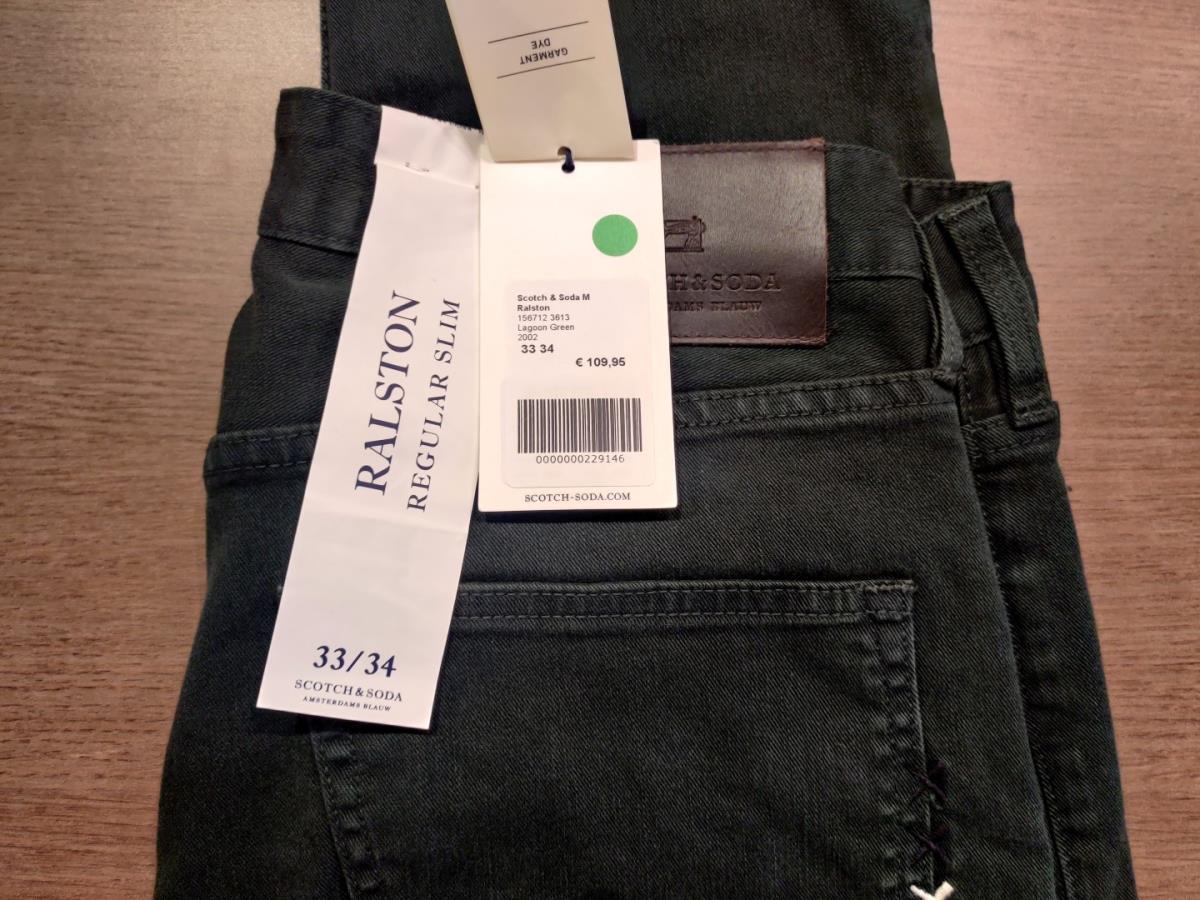 GARMENT
DYE
RALSTON
REGULAR SLIM
33/34
SCOTCH & SODA
AMSTERDAMS BLAUW
Scotch & Soda M
Ralston
156712 3613
Lagoon Green
2002
33 34
€ 109,95
0000000229146
SCOTCH-SODA.COM
CH & SODA
DAMS BLAUW